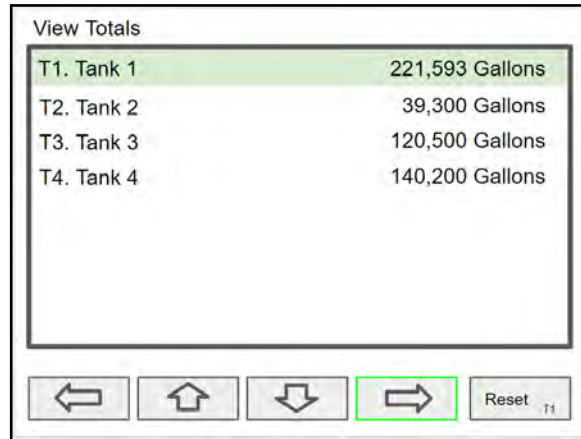 View Totals
T1. Tank 1 221,593 Gallons
T2. Tank 2 39,300 Gallons
T3. Tank 3 120,500 Gallons
T4. Tank 4 140,200 Gallons
Reset T1